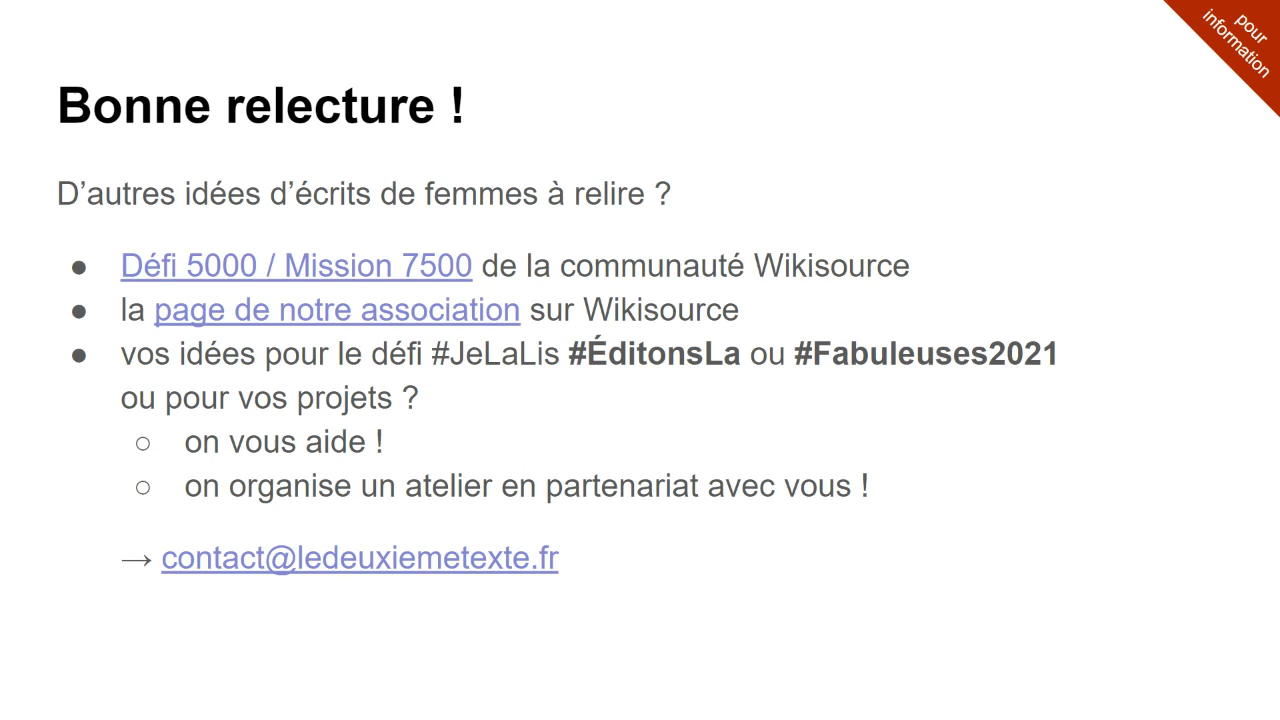 pour
information
Bonne relecture !
D’autres idées d’écrits de femmes à relire ?
● Défi 5000 / Mission 7500 de la communauté Wikisource
● la page de notre association sur Wikisource
● vos idées pour le défi #JeLaLis #ÉditonsLa ou #Fabuleuses2021
ou pour vos projets ?
○ on vous aide !
○ on organise un atelier en partenariat avec vous !
→ contact@ledeuxiemetexte.fr